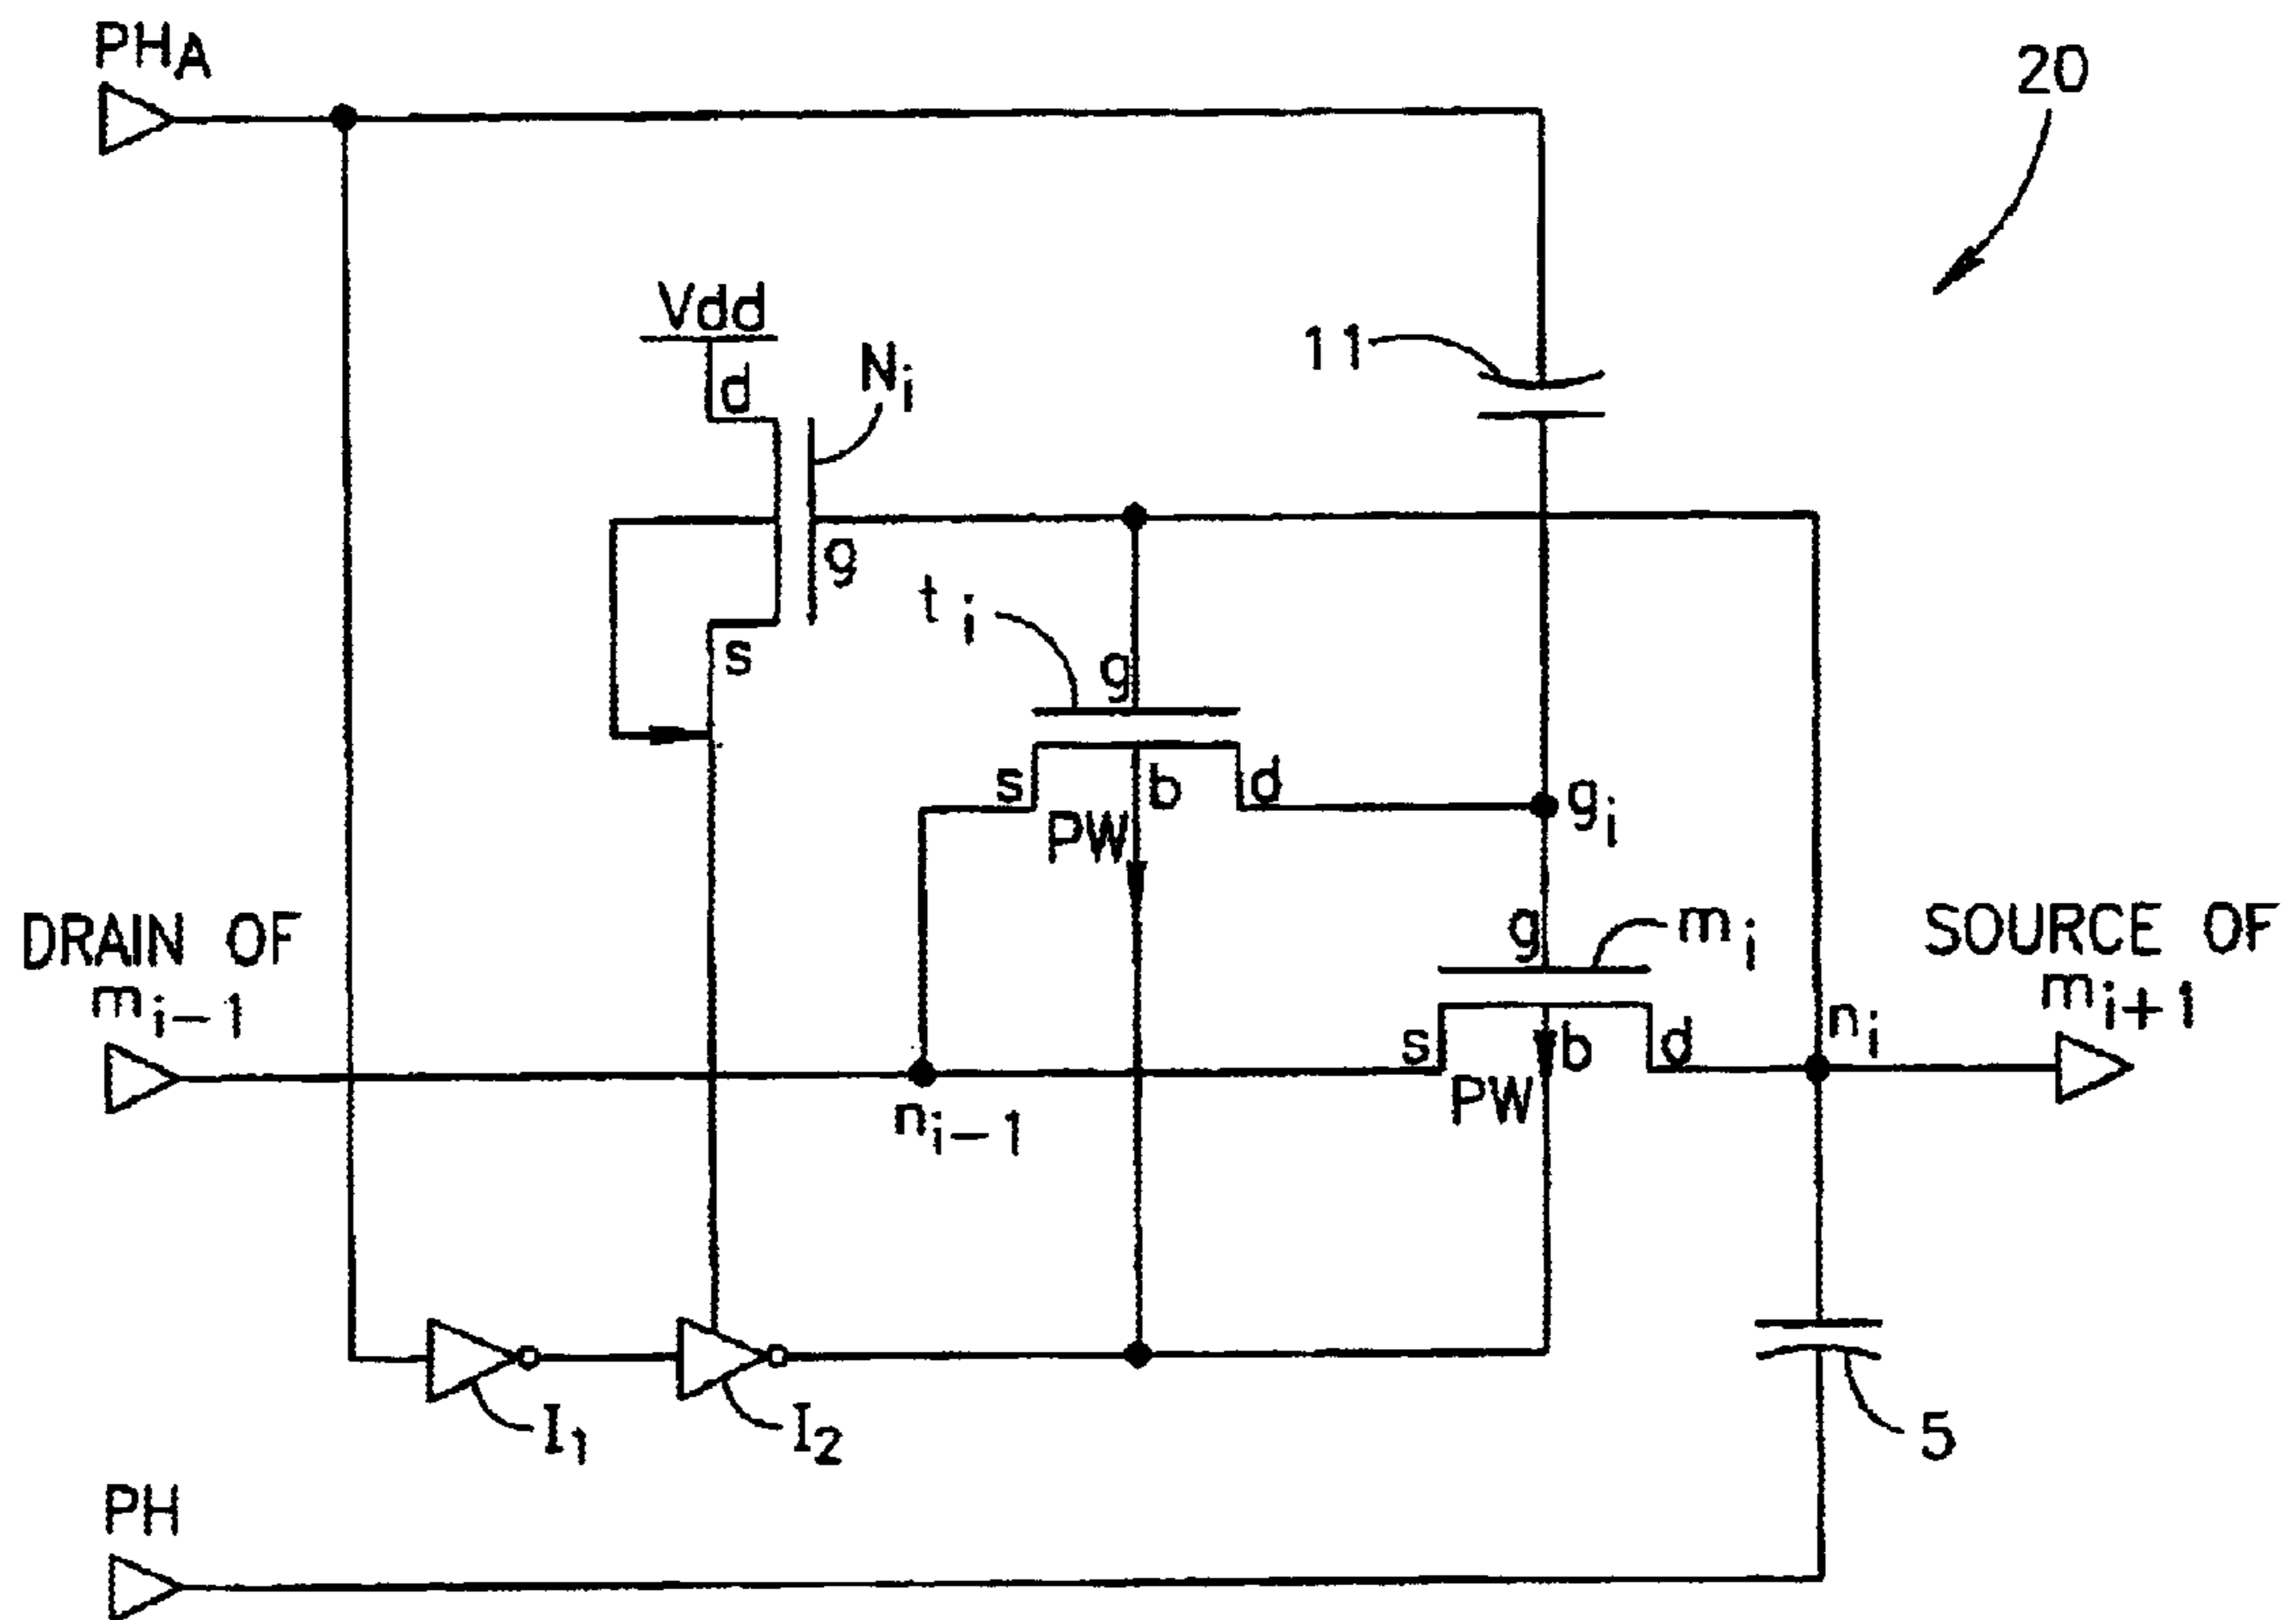 PHA
20
Vdd
d
Ni
11
g
s
ti
g
s
b
d
PW
gi
g
mi
DRAIN OF
mi-1
SOURCE OF
mi+1
ni
s
b
d
PW
ni-1
I1
I2
5
PH